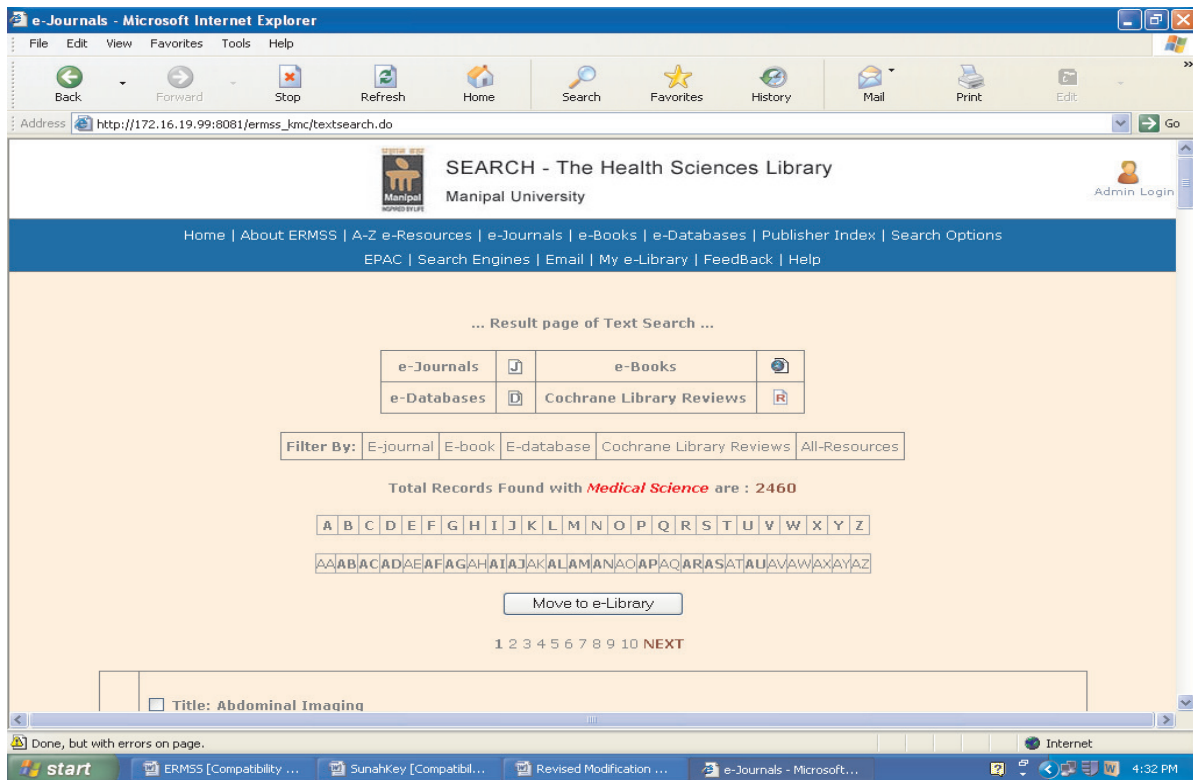 e-Journals - Microsoft Internet Explorer
File Edit View Favorites Tools Help
Back Forward Stop Refresh Home Search Favorites History Mail Print Edit
Address http://172.16.19.99:8081/ermss_kmc/textsearch.do Go
SEARCH - The Health Sciences Library
Manipal
INSPIRED BY LIFE
Manipal University
Admin Login
Home | About ERMSS | A-Z e-Resources | e-Journals | e-Books | e-Databases | Publisher Index | Search Options
EPAC | Search Engines | Email | My e-Library | FeedBack | Help
... Result page of Text Search ...
e-Journals J e-Books
e-Databases D Cochrane Library Reviews R
Filter By: E-journal E-book E-database Cochrane Library Reviews All-Resources
Total Records Found with Medical Science are : 2460
A B C D E F G H I J K L M N O P Q R S T U V W X Y Z
AA AB AC AD AE AF AG AH AI AJ AK AL AM AN AO AP AQ AR AS AT AU AV AW AX AY AZ
Move to e-Library
1 2 3 4 5 6 7 8 9 10 NEXT
Title: Abdominal Imaging
Done, but with errors on page. Internet
start ERMSS [Compatibility ... SunahKey [Compatibil... Revised Modification ... e-Journals - Microsoft... 4:32 PM